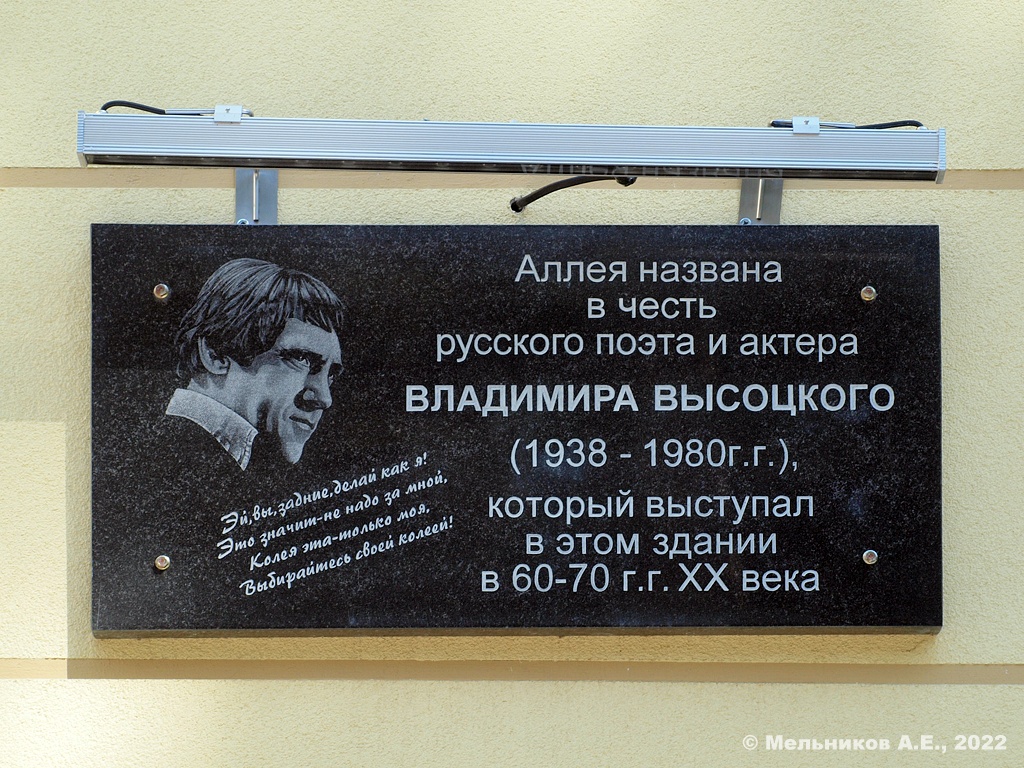 Аллея названа
в честь
русского поэта и актера
ВЛАДИМИРА ВЫСОЦКОГО
(1938 - 1980г.г.),
который выступал
в этом здании
в 60-70 г.г. ХХ века
Эй,вы,задние,делай как я!
Это значит-не надо за мной,
Колея эта-только моя,
Выбирайтесь своей колеей!
© Мельников А.Е., 2022